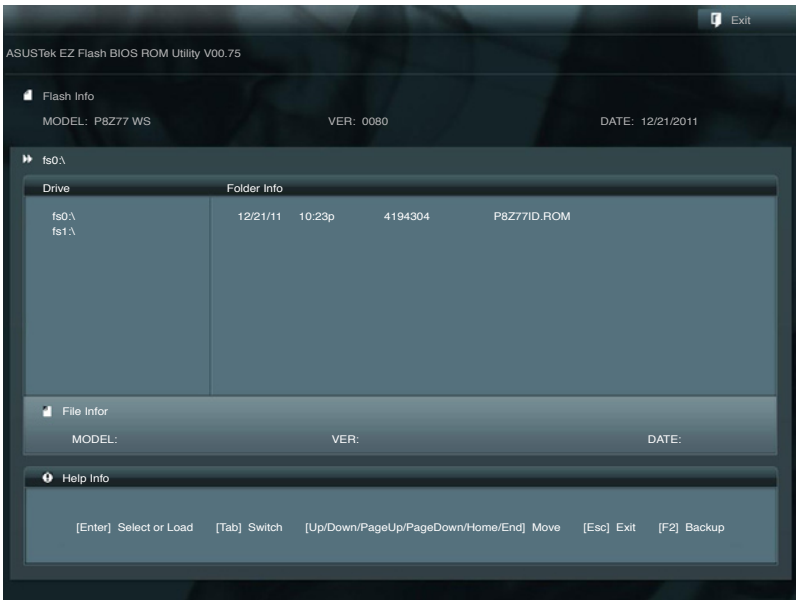 Exit
ASUSTek EZ Flash BIOS ROM Utility V00.75
Flash Info
MODEL: P8Z77 WS VER: 0080 DATE: 12/21/2011
fs0:\
Drive Folder Info
fs0:\ 12/21/11 10:23p 4194304 P8Z77ID.ROM
fs1:\
File Infor
MODEL: VER: DATE:
Help Info
[Enter] Select or Load [Tab] Switch [Up/Down/PageUp/PageDown/Home/End] Move [Esc] Exit [F2] Backup